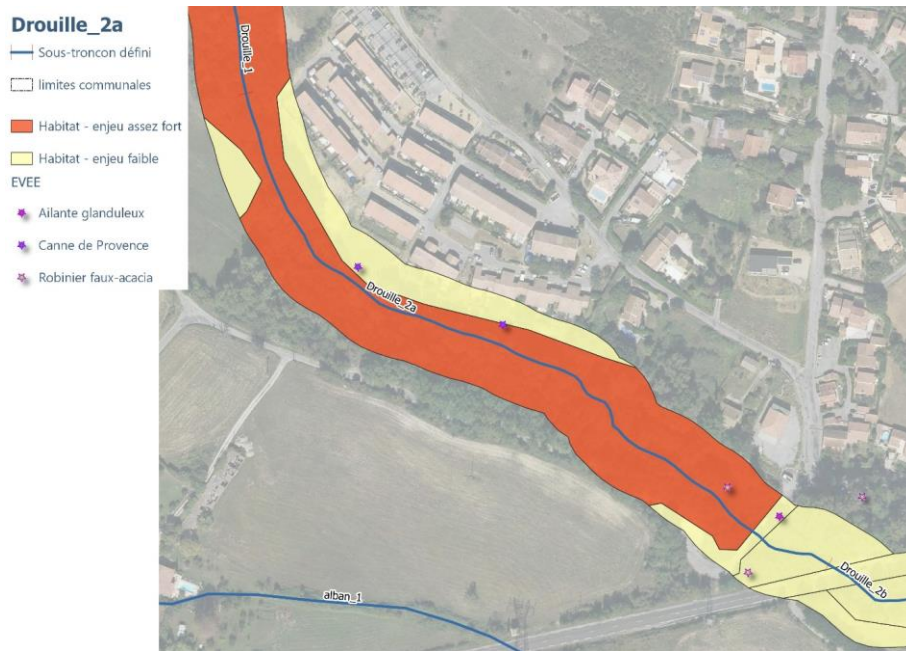 Drouille_2a
Sous-troncon défini
limites communales
Habitat - enjeu assez fort
Habitat - enjeu faible
EVEE
Ailante glanduleux
Canne de Provence
Robinier faux-acacia
Drouille_1
Drouille_2a
Drouille_2b
alban_1